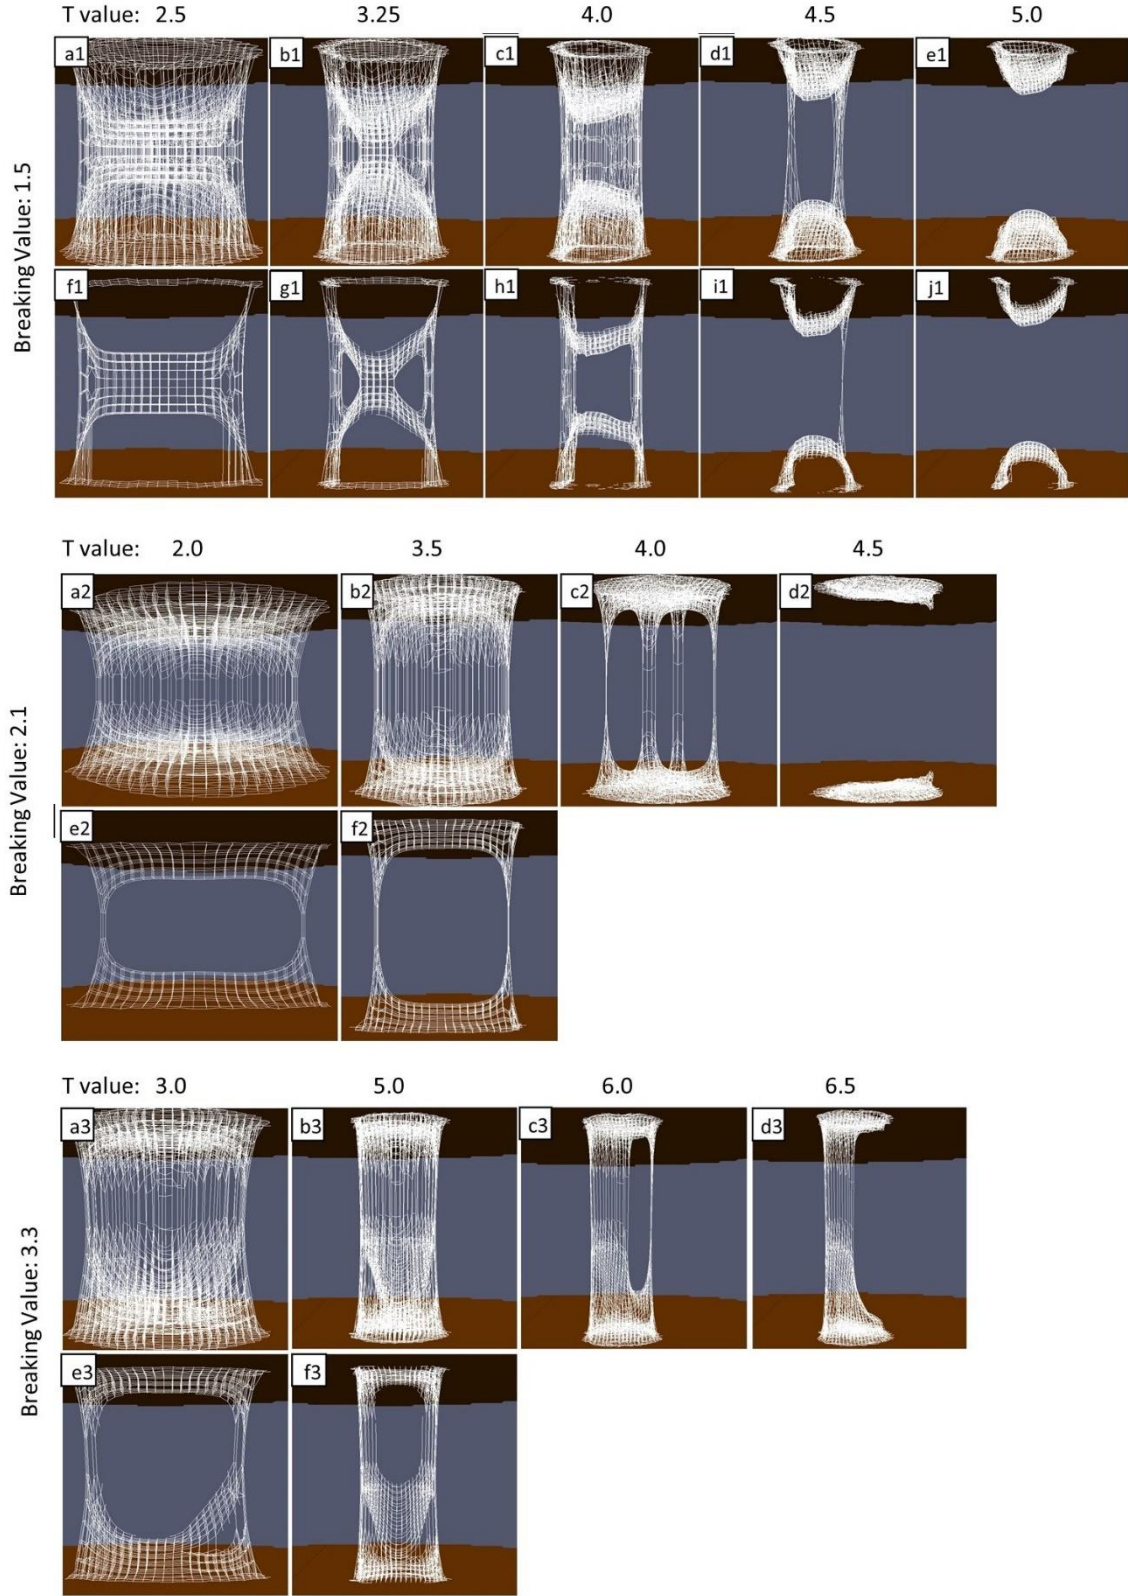 T value: 2.5 3.25 4.0 4.5 5.0
Breaking Value: 1.5
a1 b1 c1 d1 e1
f1 g1 h1 i1 j1
T value: 2.0 3.5 4.0 4.5
Breaking Value: 2.1
a2 b2 c2 d2
e2 f2
T value: 3.0 5.0 6.0 6.5
Breaking Value: 3.3
a3 b3 c3 d3
e3 f3